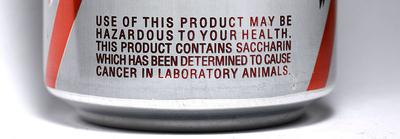 USE OF THIS PRODUCT MAY BE
HAZARDOUS TO YOUR HEALTH.
THIS PRODUCT CONTAINS SACCHARIN
WHICH HAS BEEN DETERMINED TO CAUSE
CANCER IN LABORATORY ANIMALS.